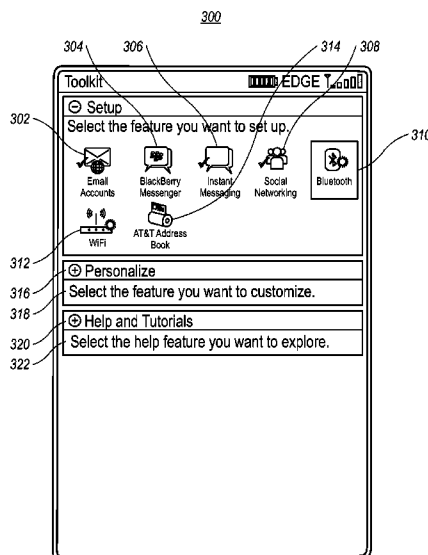 300
304 306 314 308
Toolkit EDGE
Setup
Select the feature you want to set up.
302
310
Email Accounts
BlackBerry Messenger
Instant Messaging
Social Networking
Bluetooth
312
WiFi
AT&T Address Book
316
Personalize
318
Select the feature you want to customize.
320
Help and Tutorials
322
Select the help feature you want to explore.